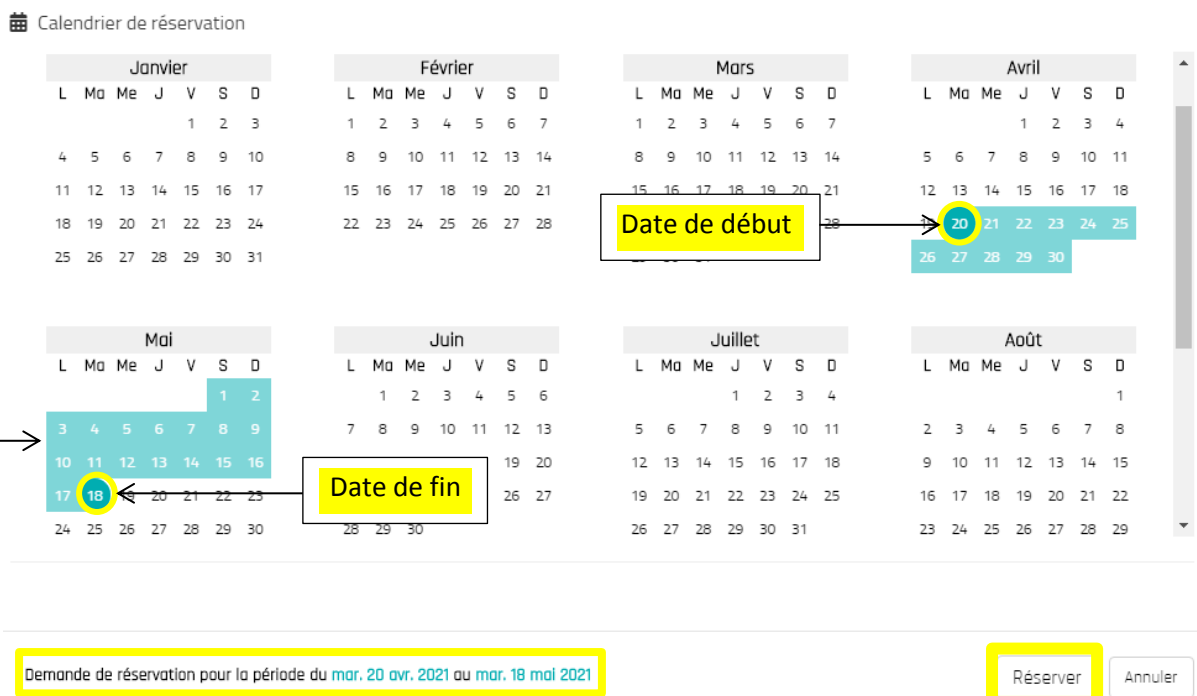 Calendrier de réservation
Janvier Février Mars Avril
L Ma Me J V S D L Ma Me J V S D L Ma Me J V S D L Ma Me J V S D
1 2 3 1 2 3 4 5 6 7 1 2 3 4 5 6 7 1 2 3 4
4 5 6 7 8 9 10 8 9 10 11 12 13 14 8 9 10 11 12 13 14 5 6 7 8 9 10 11
11 12 13 14 15 16 17 15 16 17 18 19 20 21 15 16 17 18 19 20 21 12 13 14 15 16 17 18
18 19 20 21 22 23 24 22 23 24 25 26 27 28 Date de début 28 19 20 21 22 23 24 25
25 26 27 28 29 30 31 26 27 28 29 30
Mai Juin Juillet Août
L Ma Me J V S D L Ma Me J V S D L Ma Me J V S D L Ma Me J V S D
1 2 1 2 3 4 5 6 1 2 3 4 1
3 4 5 6 7 8 9 7 8 9 10 11 12 13 5 6 7 8 9 10 11 2 3 4 5 6 7 8
10 11 12 13 14 15 16 19 20 12 13 14 15 16 17 18 9 10 11 12 13 14 15
17 18 19 20 21 22 23 Date de fin 26 27 19 20 21 22 23 24 25 16 17 18 19 20 21 22
24 25 26 27 28 29 30 28 29 30 26 27 28 29 30 31 23 24 25 26 27 28 29
Demande de réservation pour la période du mar. 20 avr. 2021 au mar. 18 mai 2021 Réserver Annuler